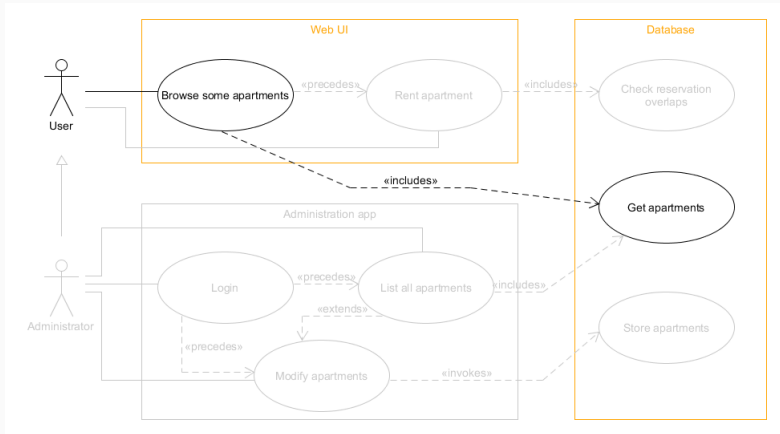 Web UI
Database
«precedes»
«includes»
Browse some apartments
Rent apartment
Check reservation
overlaps
User
«includes»
Get apartments
Administration app
Login
«precedes»
List all apartments
«includes»
«extends»
Administrator
Store apartments
«precedes»
Modify apartments
«invokes»